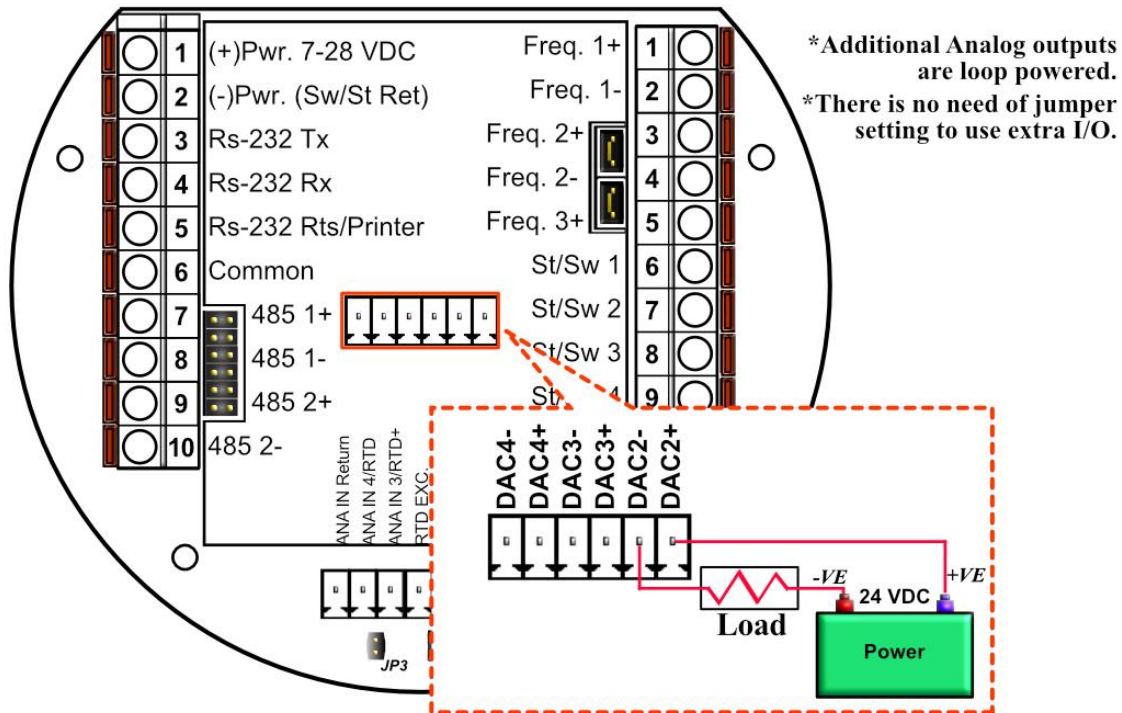 1 (+)Pwr. 7-28 VDC
2 (-)Pwr. (Sw/St Ret)
3 Rs-232 Tx
4 Rs-232 Rx
5 Rs-232 Rts/Printer
6 Common
7 485 1+
8 485 1-
9 485 2+
10 485 2-
Freq. 1+ 1
Freq. 1- 2
Freq. 2+ 3
Freq. 2- 4
Freq. 3+ 5
St/Sw 1 6
St/Sw 2 7
St/Sw 3 8
9
*Additional Analog outputs
are loop powered.
*There is no need of jumper
setting to use extra I/O.
ANA IN Return
ANA IN 4/RTD
ANA IN 3/RTD+
RTD EXC.
JP3
DAC4-
DAC4+
DAC3-
DAC3+
DAC2-
DAC2+
Load
-VE
24 VDC
+VE
Power